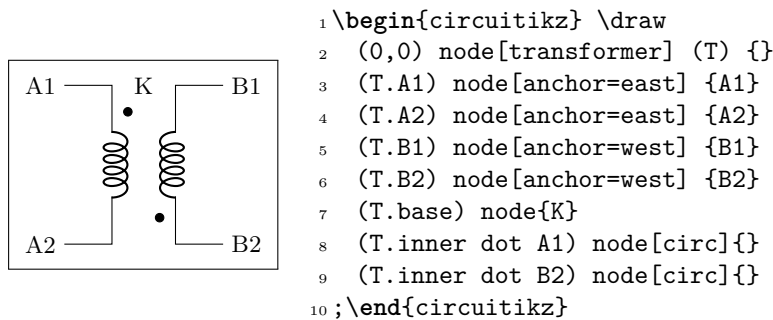 A1 K B1
A2 B2
1 \begin{circuitikz} \draw
2 (0,0) node[transformer] (T) {}
3 (T.A1) node[anchor=east] {A1}
4 (T.A2) node[anchor=east] {A2}
5 (T.B1) node[anchor=west] {B1}
6 (T.B2) node[anchor=west] {B2}
7 (T.base) node{K}
8 (T.inner dot A1) node[circ]{}
9 (T.inner dot B2) node[circ]{}
10 ;\end{circuitikz}